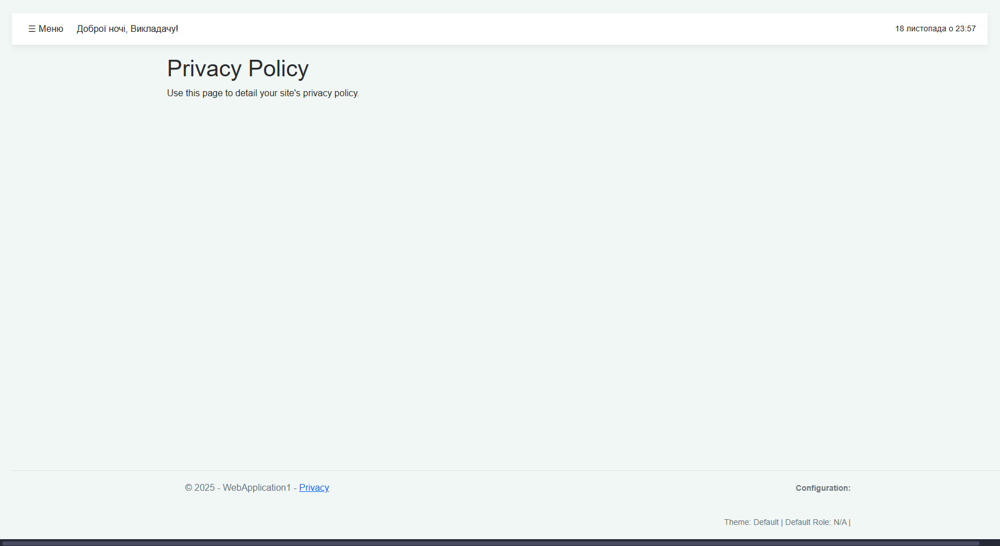 ☰ Меню Доброї ночі, Викладачу! 18 листопада о 23:57
Privacy Policy
Use this page to detail your site's privacy policy.
© 2025 - WebApplication1 - Privacy Configuration:
Theme: Default | Default Role: N/A |